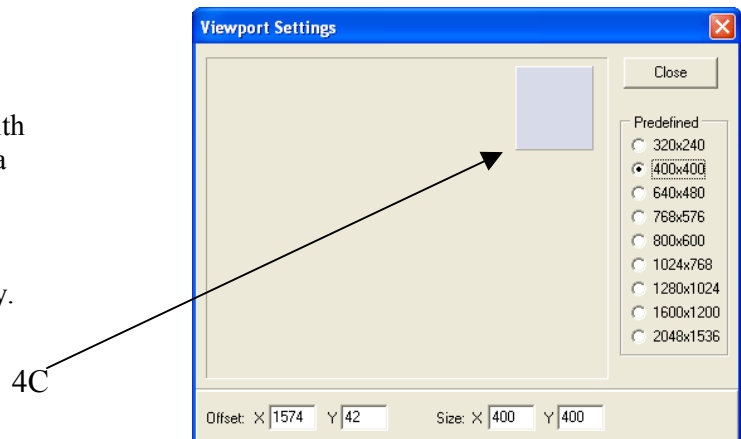 Viewport Settings
Close
Predefined
320x240
400x400
640x480
768x576
800x600
1024x768
1280x1024
1600x1200
2048x1536
a
4C
Offset: X 1574 Y 42 Size: X 400 Y 400